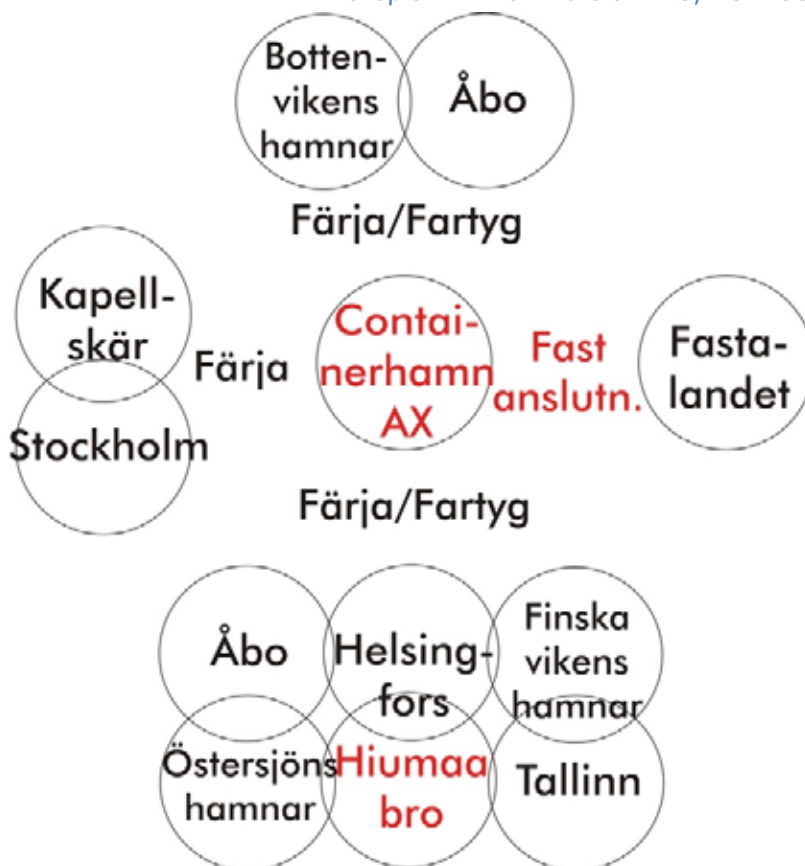 Botten-
vikens
hamnar
Åbo
Färja/Fartyg
Kapell-
skär
Stockholm
Färja
Contai-
nerhamn
AX
Fast
anslutn.
Fasta-
landet
Färja/Fartyg
Åbo
Helsing-
fors
Finska
vikens
hamnar
Östersjöns
hamnar
Hiumaa
bro
Tallinn